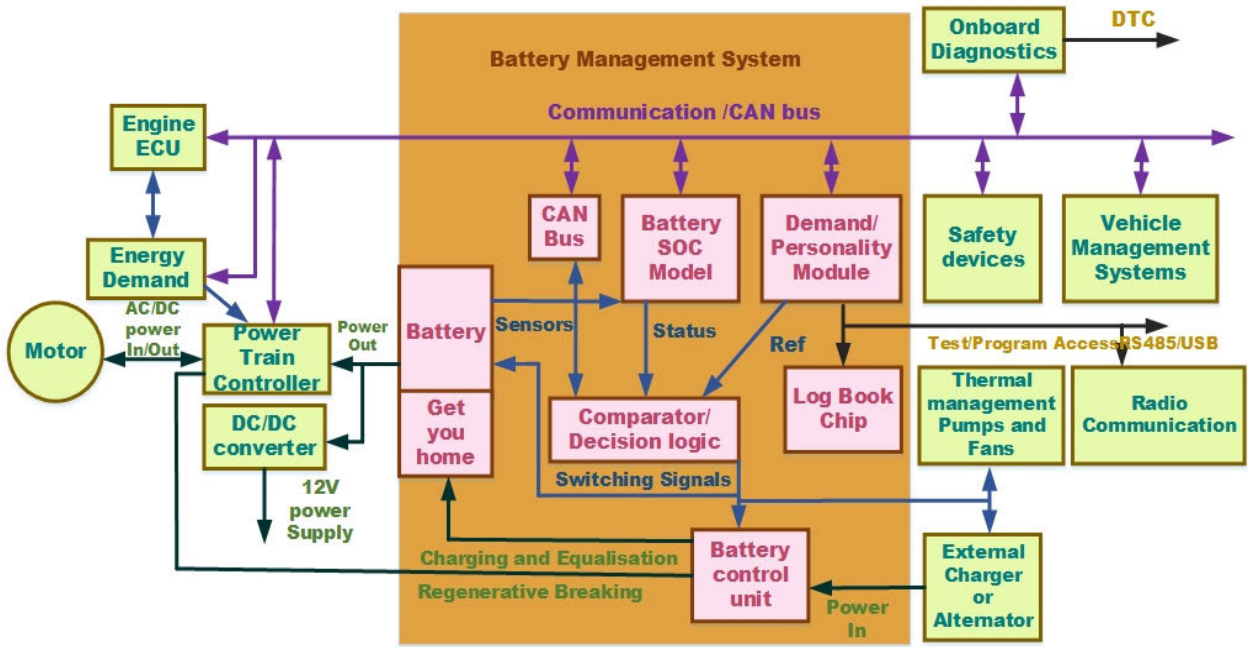 Onboard
Diagnostics
DTC
Battery Management System
Communication /CAN bus
Engine
ECU
CAN
Bus
Battery
SOC
Model
Demand/
Personality
Module
Safety
devices
Vehicle
Management
Systems
Energy
Demand
AC/DC
power
In/Out
Motor
Power
Train
Controller
Power
Out
Battery
Sensors
Status
Ref
Test/Program AccessRS485/USB
DC/DC
converter
Get
you
home
Comparator/
Decision logic
Log Book
Chip
Thermal
management
Pumps and
Fans
Radio
Communication
12V
power
Supply
Switching Signals
Charging and Equalisation
Regenerative Breaking
Battery
control
unit
Power
In
External
Charger
or
Alternator